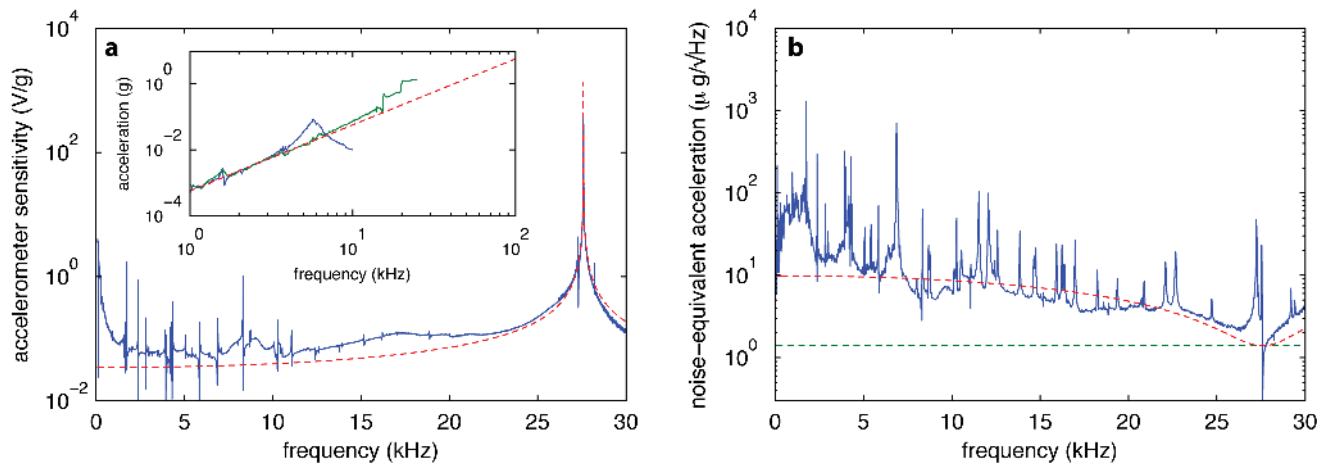 a
accelerometer sensitivity (V/g)
10^4
10^2
10^0
10^-2
0 5 10 15 20 25 30
frequency (kHz)
acceleration (g)
10^0
10^-2
10^-4
10^0 10^1 10^2
frequency (kHz)
b
noise-equivalent acceleration (μ g/√Hz)
10^4
10^3
10^2
10^1
10^0
0 5 10 15 20 25 30
frequency (kHz)